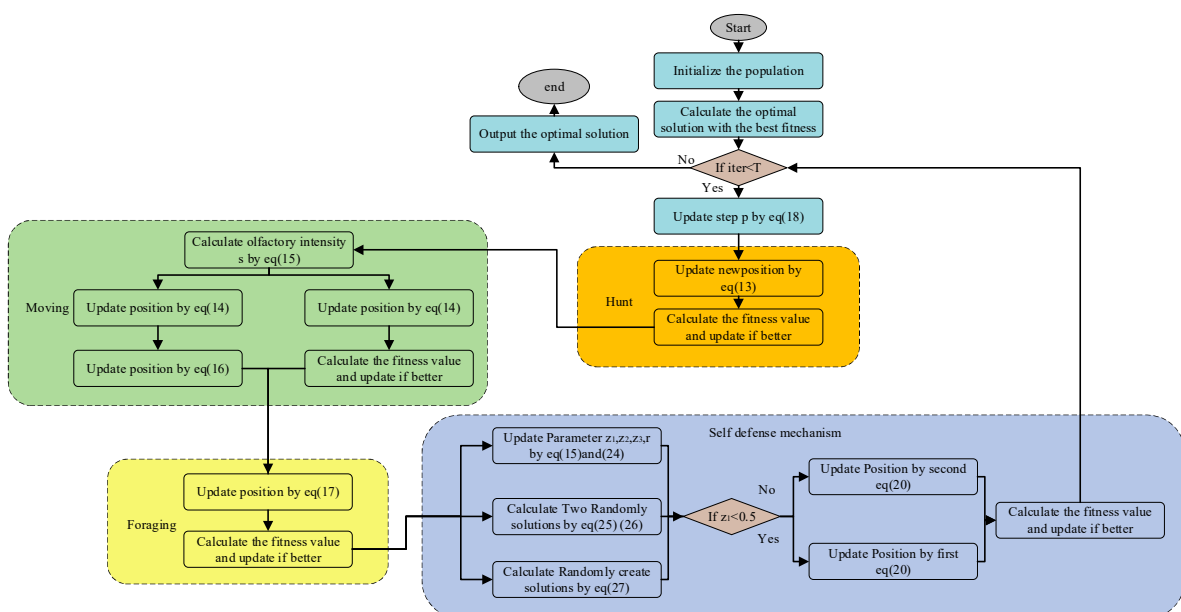 Start
Initialize the population
Calculate the optimal
solution with the best fitness
end
Output the optimal solution
No
If iter<T
Yes
Update step p by eq(18)
Update newposition by
eq(13)
Hunt
Calculate the fitness value
and update if better
Calculate olfactory intensity
s by eq(15)
Moving
Update position by eq(14)
Update position by eq(14)
Update position by eq(16)
Calculate the fitness value
and update if better
Update position by eq(17)
Foraging
Calculate the fitness value
and update if better
Self defense mechanism
Update Parameter z₁,z₂,z₃,r
by eq(15)and(24)
Calculate Two Randomly
solutions by eq(25) (26)
Calculate Randomly create
solutions by eq(27)
If z₁<0.5
No
Yes
Update Position by second
eq(20)
Update Position by first
eq(20)
Calculate the fitness value
and update if better